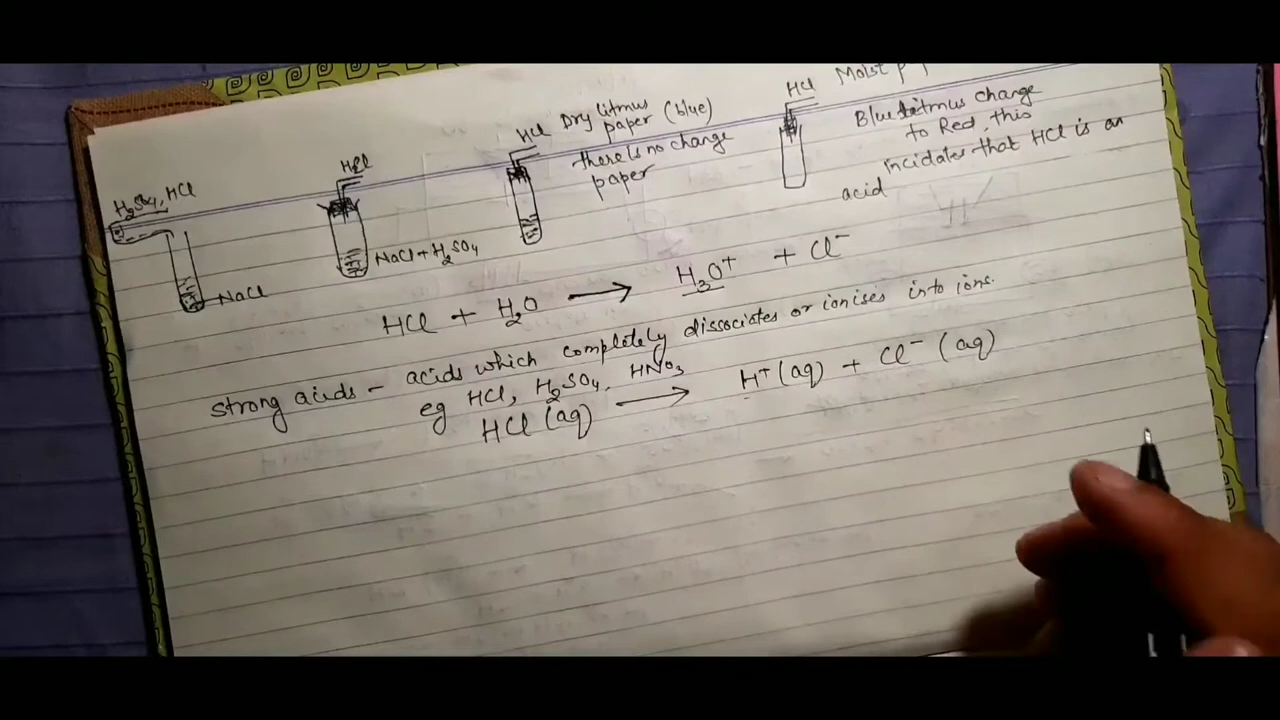 H₂SO₄, HCl
NaCl
HCl
NaCl + H₂SO₄
HCl
Dry litmus
paper (blue)
there is no change
paper
HCl
Moist
Blue litmus change
to Red, this
incidates that HCl is an
acid
HCl + H₂O ⟶ H₃O⁺ + Cl⁻
strong acids - acids which completely dissociates or ionises into ions.
eg HCl, H₂SO₄, HNO₃
HCl (aq) ⟶ H⁺ (aq) + Cl⁻ (aq)